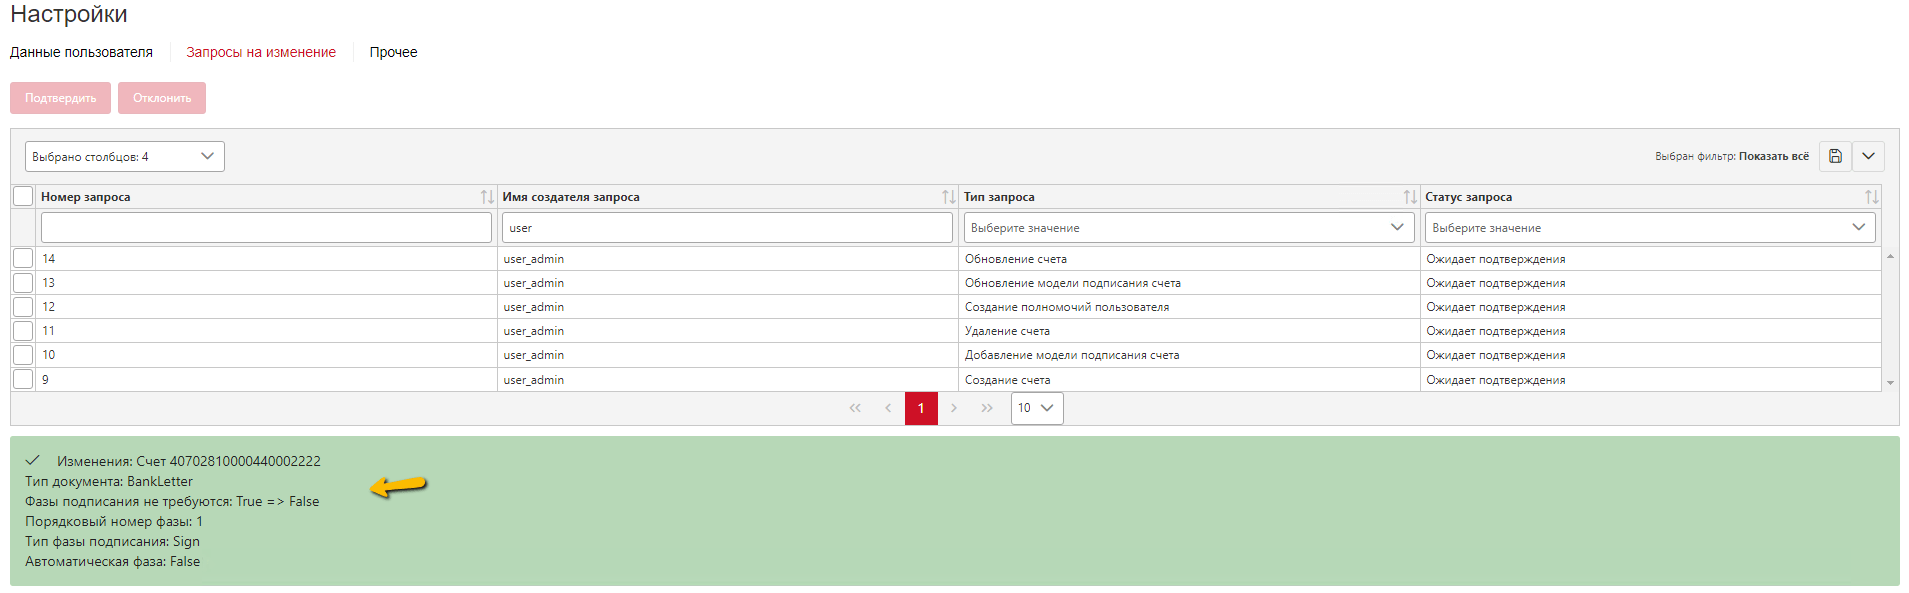 Настройки
Данные пользователя Запросы на изменение Прочее
Подтвердить Отклонить
Выбрано столбцов: 4 Выбран фильтр: Показать всё
Номер запроса Имя создателя запроса Тип запроса Статус запроса
user Выберите значение Выберите значение
14 user_admin Обновление счета Ожидает подтверждения
13 user_admin Обновление модели подписания счета Ожидает подтверждения
12 user_admin Создание полномочий пользователя Ожидает подтверждения
11 user_admin Удаление счета Ожидает подтверждения
10 user_admin Добавление модели подписания счета Ожидает подтверждения
9 user_admin Создание счета Ожидает подтверждения
1 10
Изменения: Счет 40702810000440002222
Тип документа: BankLetter
Фазы подписания не требуются: True => False
Порядковый номер фазы: 1
Тип фазы подписания: Sign
Автоматическая фаза: False